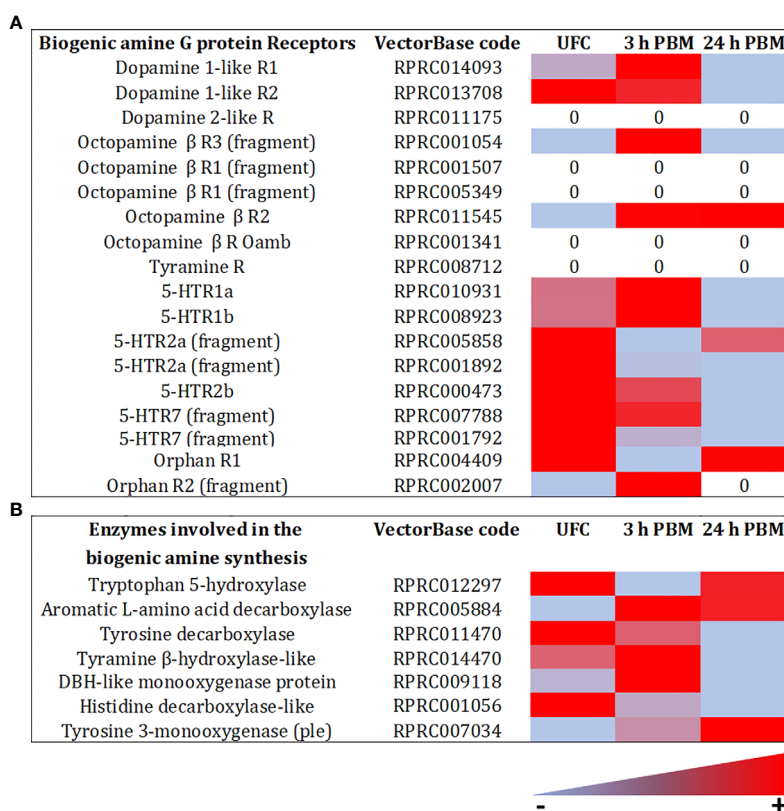 A
Biogenic amine G protein Receptors VectorBase code UFC 3 h PBM 24 h PBM
Dopamine 1-like R1 RPRC014093
Dopamine 1-like R2 RPRC013708
Dopamine 2-like R RPRC011175 0 0 0
Octopamine β R3 (fragment) RPRC001054
Octopamine β R1 (fragment) RPRC001507 0 0 0
Octopamine β R1 (fragment) RPRC005349 0 0 0
Octopamine β R2 RPRC011545
Octopamine β R Oamb RPRC001341 0 0 0
Tyramine R RPRC008712 0 0 0
5-HTR1a RPRC010931
5-HTR1b RPRC008923
5-HTR2a (fragment) RPRC005858
5-HTR2a (fragment) RPRC001892
5-HTR2b RPRC000473
5-HTR7 (fragment) RPRC007788
5-HTR7 (fragment) RPRC001792
Orphan R1 RPRC004409
Orphan R2 (fragment) RPRC002007 0
B
Enzymes involved in the VectorBase code UFC 3 h PBM 24 h PBM
biogenic amine synthesis
Tryptophan 5-hydroxylase RPRC012297
Aromatic L-amino acid decarboxylase RPRC005884
Tyrosine decarboxylase RPRC011470
Tyramine β-hydroxylase-like RPRC014470
DBH-like monooxygenase protein RPRC009118
Histidine decarboxylase-like RPRC001056
Tyrosine 3-monooxygenase (ple) RPRC007034
- +